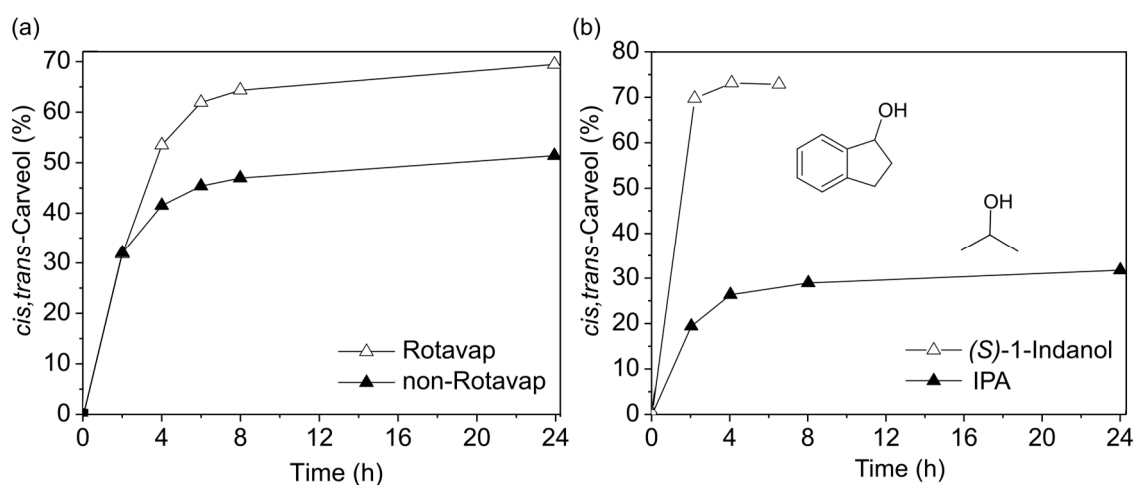 (a)
cis,trans-Carveol (%)
70
60
50
40
30
20
10
0
0 4 8 12 16 20 24
Time (h)
Rotavap
non-Rotavap
(b)
cis,trans-Carveol (%)
80
70
60
50
40
30
20
10
0
0 4 8 12 16 20 24
Time (h)
OH
OH
(S)-1-Indanol
IPA